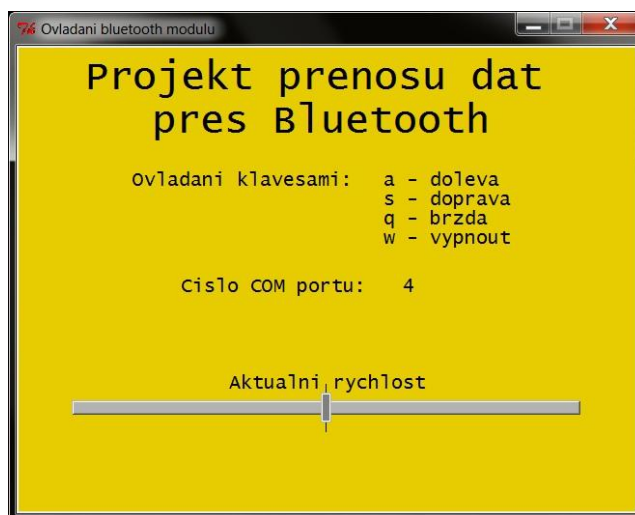 Ovladani bluetooth modulu
Projekt prenosu dat
pres Bluetooth
Ovladani klavesami: a - doleva
s - doprava
q - brzda
w - vypnout
Cislo COM portu: 4
Aktualni rychlost